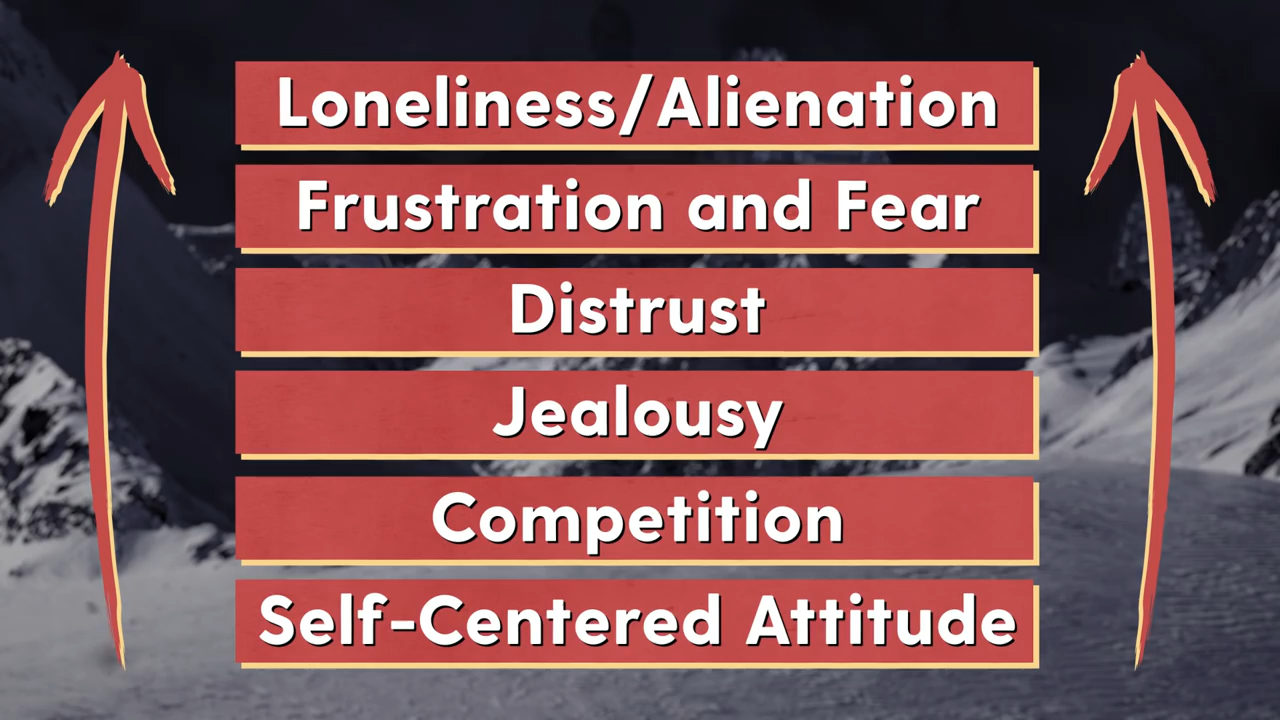 Loneliness/Alienation
Frustration and Fear
Distrust
Jealousy
Competition
Self-Centered Attitude